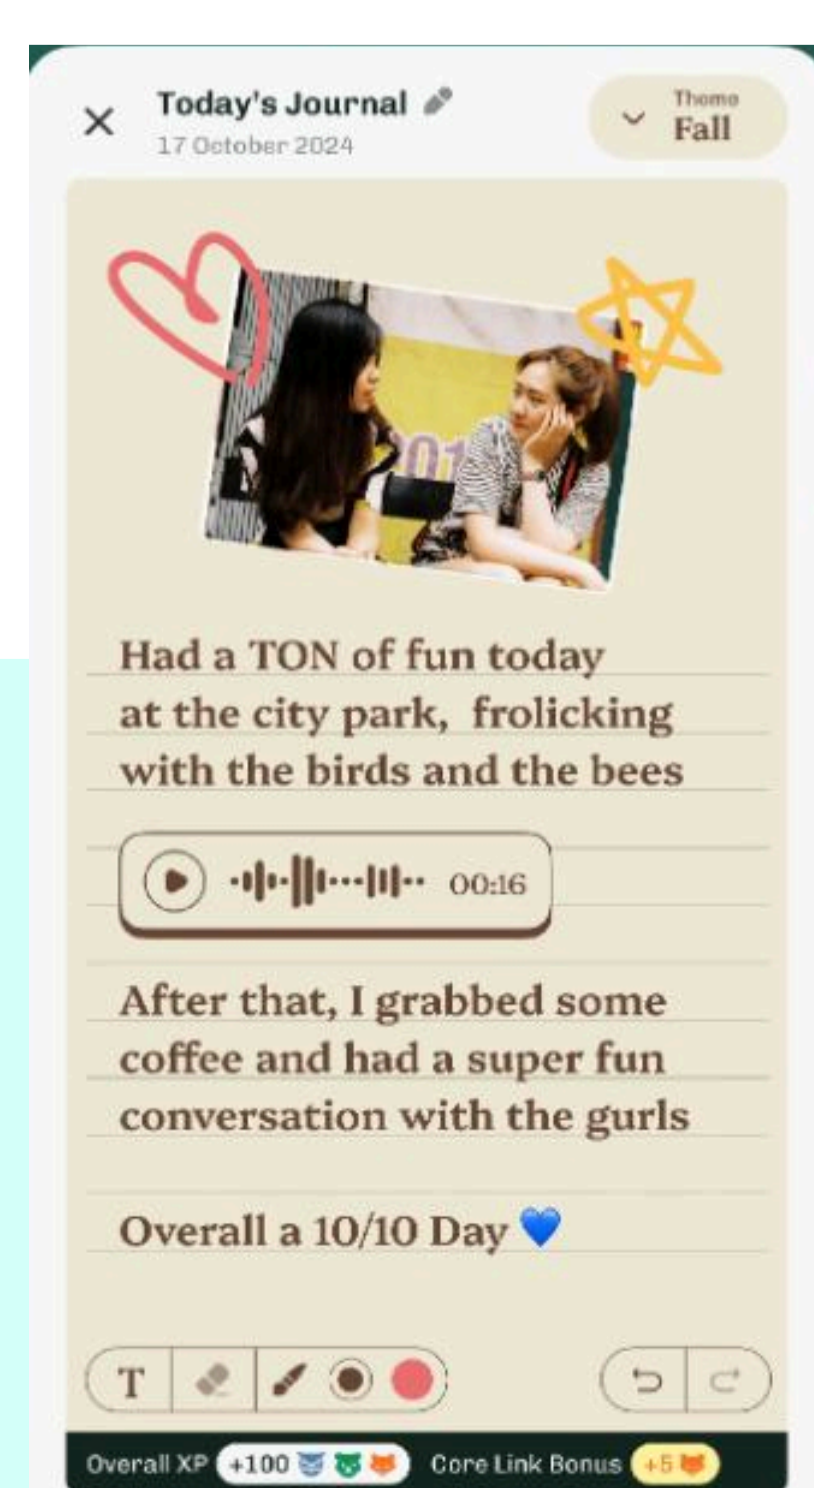 Today's Journal
17 October 2024
Theme
Fall
201
Had a TON of fun today
at the city park, frolicking
with the birds and the bees
00:16
After that, I grabbed some
coffee and had a super fun
conversation with the gurls
Overall a 10/10 Day 💙
T
Overall XP +100 Core Link Bonus +5